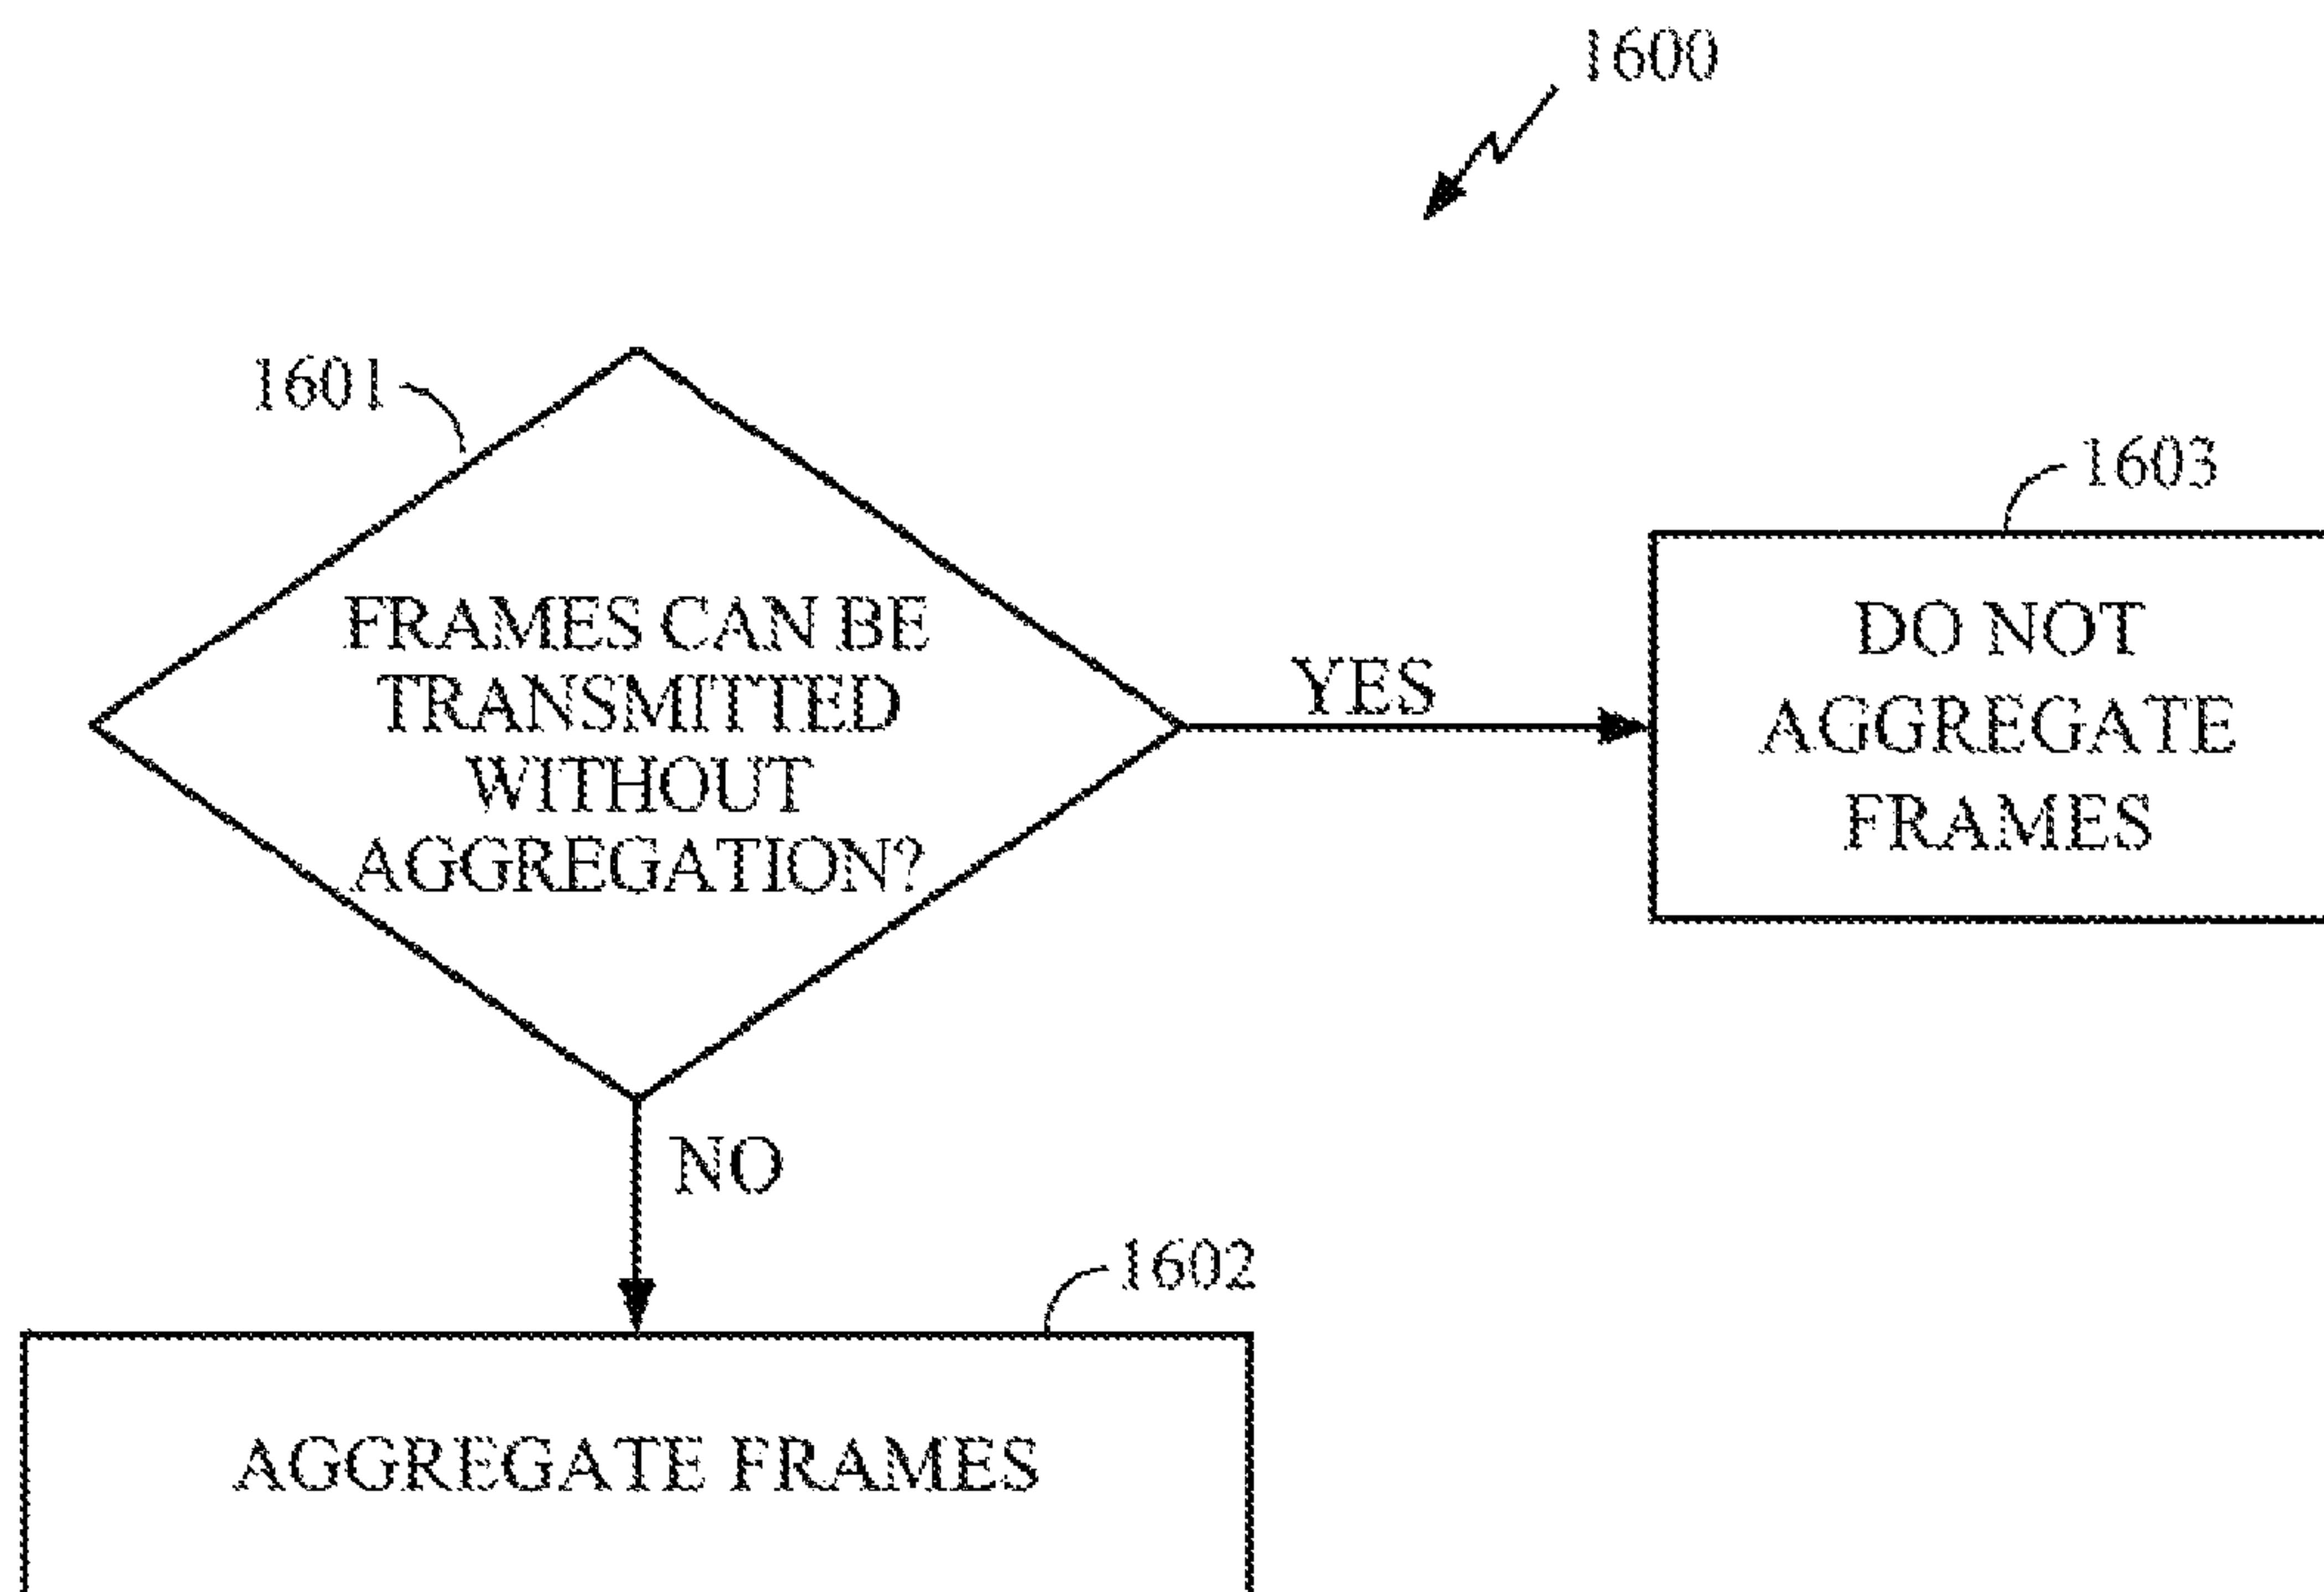 1600
1601
FRAMES CAN BE
TRANSMITTED
WITHOUT
AGGREGATION?
YES
1603
DO NOT
AGGREGATE
FRAMES
NO
1602
AGGREGATE FRAMES